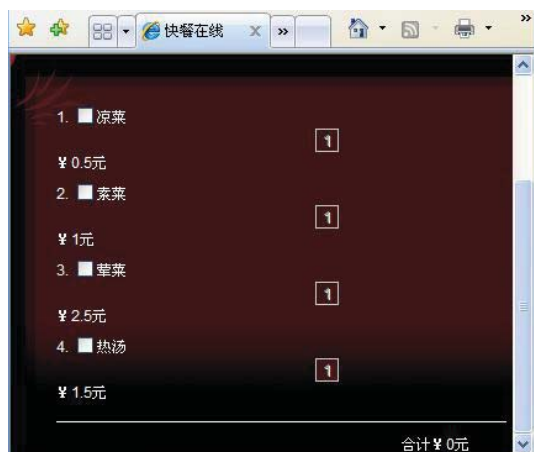 快餐在线 X »
»
1. 凉菜
1
¥ 0.5元
2. 素菜
1
¥ 1元
3. 荤菜
1
¥ 2.5元
4. 热汤
1
¥ 1.5元
合计¥ 0元